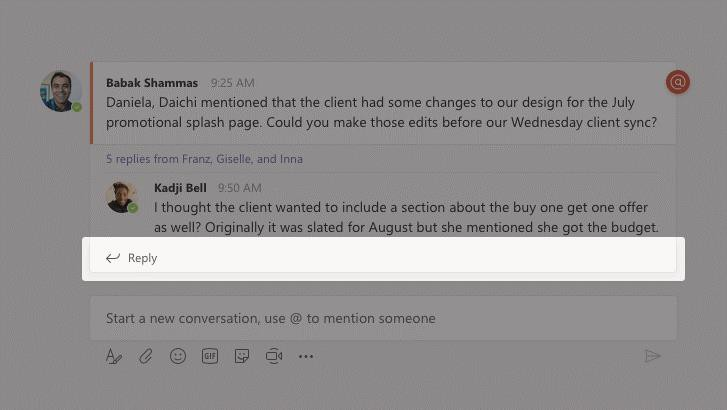 Babak Shammas 9:25 AM
@
Daniela, Daichi mentioned that the client had some changes to our design for the July
promotional splash page. Could you make those edits before our Wednesday client sync?
5 replies from Franz, Giselle, and Inna
Kadji Bell 9:50 AM
I thought the client wanted to include a section about the buy one get one offer
as well? Originally it was slated for August but she mentioned she got the budget.
Reply
Start a new conversation, use @ to mention someone
GIF